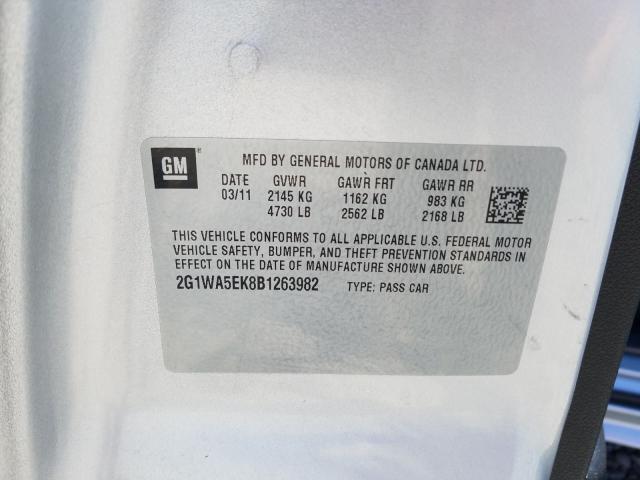 GM
MFD BY GENERAL MOTORS OF CANADA LTD.
DATE GVWR GAWR FRT GAWR RR
03/11 2145 KG 1162 KG 983 KG
4730 LB 2562 LB 2168 LB
THIS VEHICLE CONFORMS TO ALL APPLICABLE U.S. FEDERAL MOTOR
VEHICLE SAFETY, BUMPER, AND THEFT PREVENTION STANDARDS IN
EFFECT ON THE DATE OF MANUFACTURE SHOWN ABOVE.
2G1WA5EK8B1263982 TYPE: PASS CAR